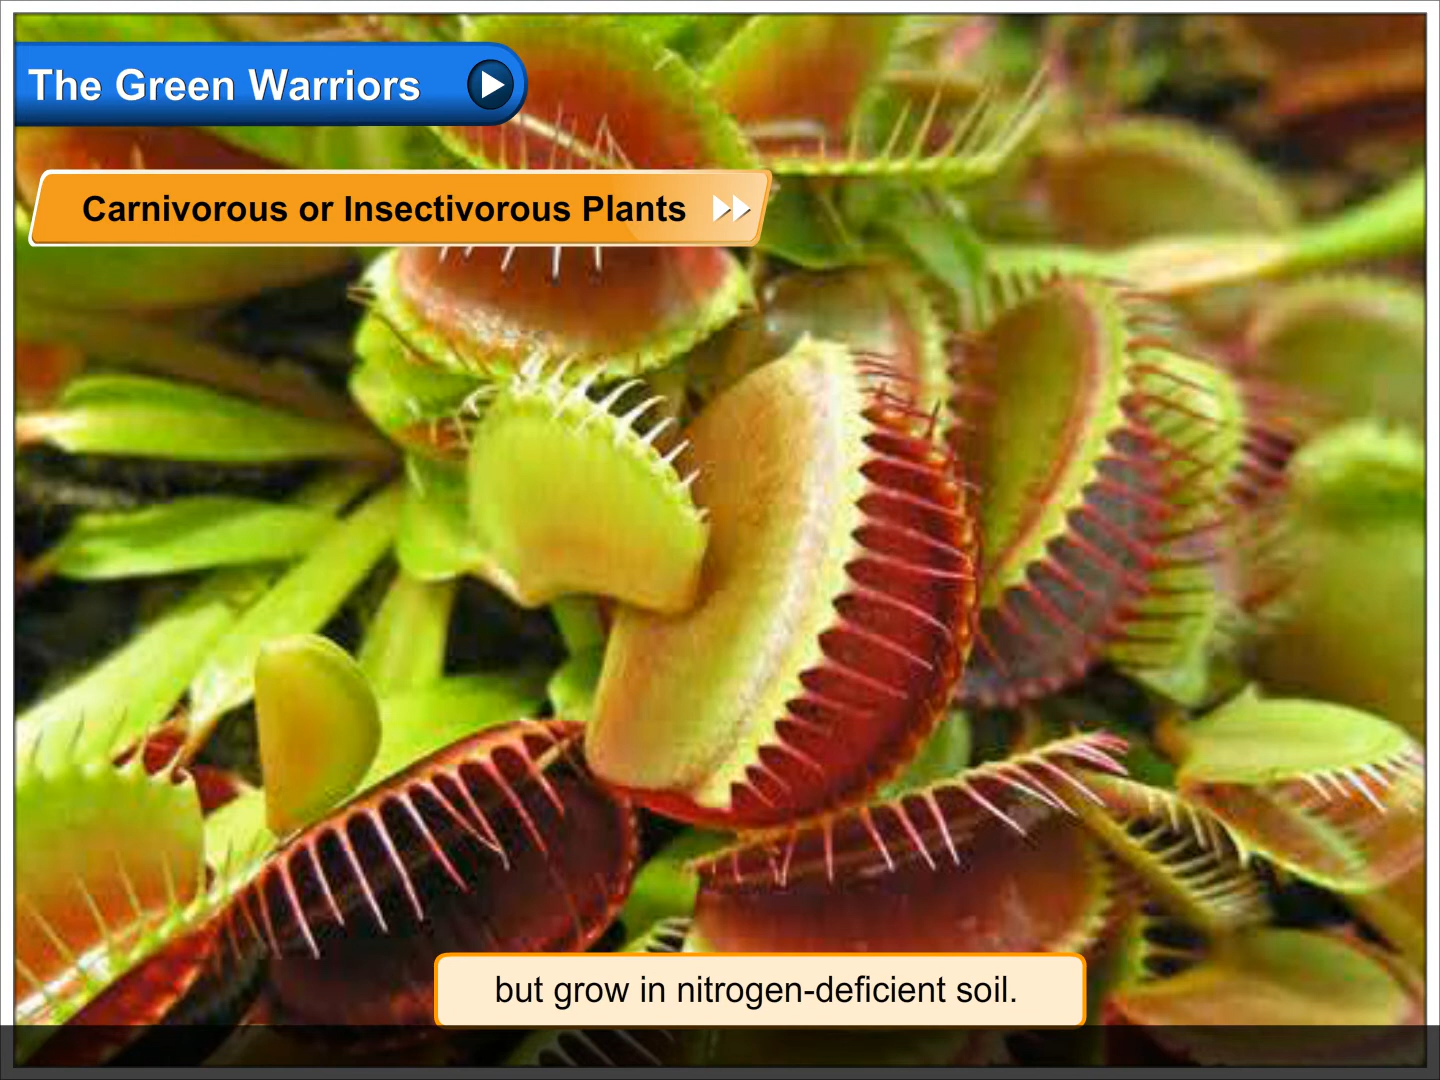 The Green Warriors
Carnivorous or Insectivorous Plants
but grow in nitrogen-deficient soil.